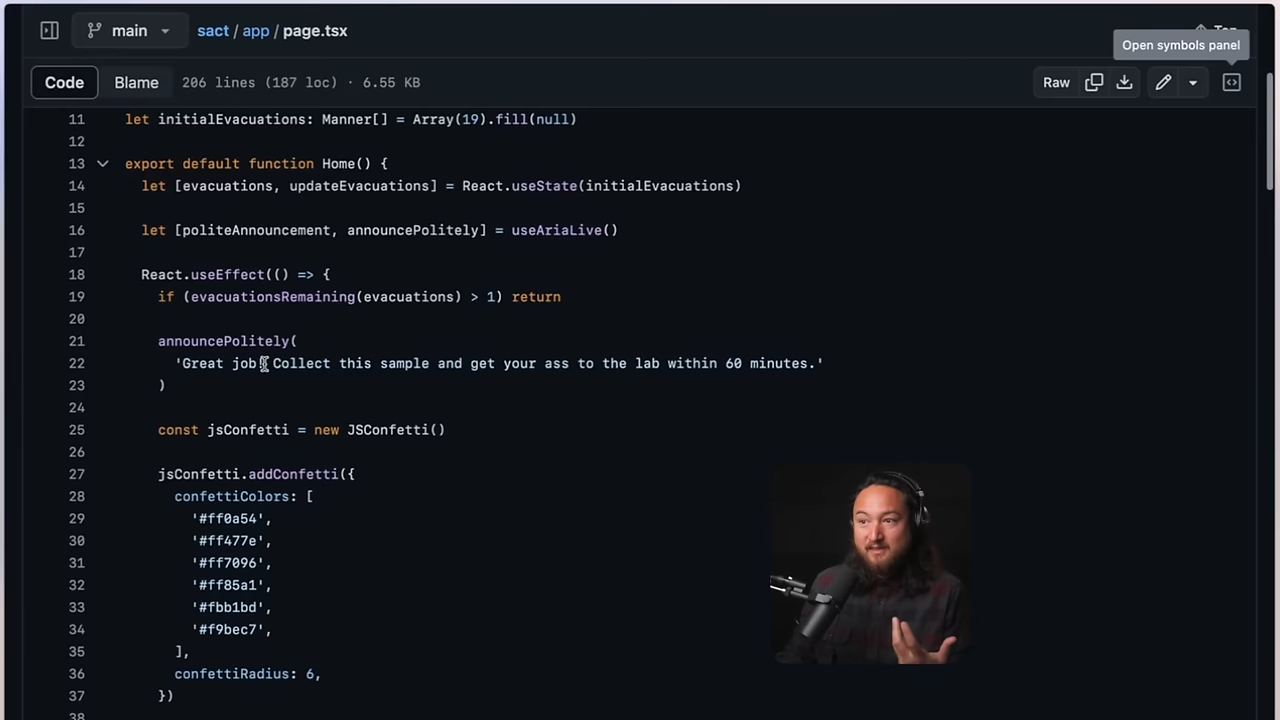 main
sact / app / page.tsx
Open symbols panel
Code
Blame
206 lines (187 loc) · 6.55 KB
Raw
11 let initialEvacuations: Manner[] = Array(19).fill(null)
12
13 export default function Home() {
14 let [evacuations, updateEvacuations] = React.useState(initialEvacuations)
15
16 let [politeAnnouncement, announcePolitely] = useAriaLive()
17
18 React.useEffect(() => {
19 if (evacuationsRemaining(evacuations) > 1) return
20
21 announcePolitely(
22 'Great job Collect this sample and get your ass to the lab within 60 minutes.'
23 )
24
25 const jsConfetti = new JSConfetti()
26
27 jsConfetti.addConfetti({
28 confettiColors: [
29 '#ff0a54',
30 '#ff477e',
31 '#ff7096',
32 '#ff85a1',
33 '#fbb1bd',
34 '#f9bec7',
35 ],
36 confettiRadius: 6,
37 })
38